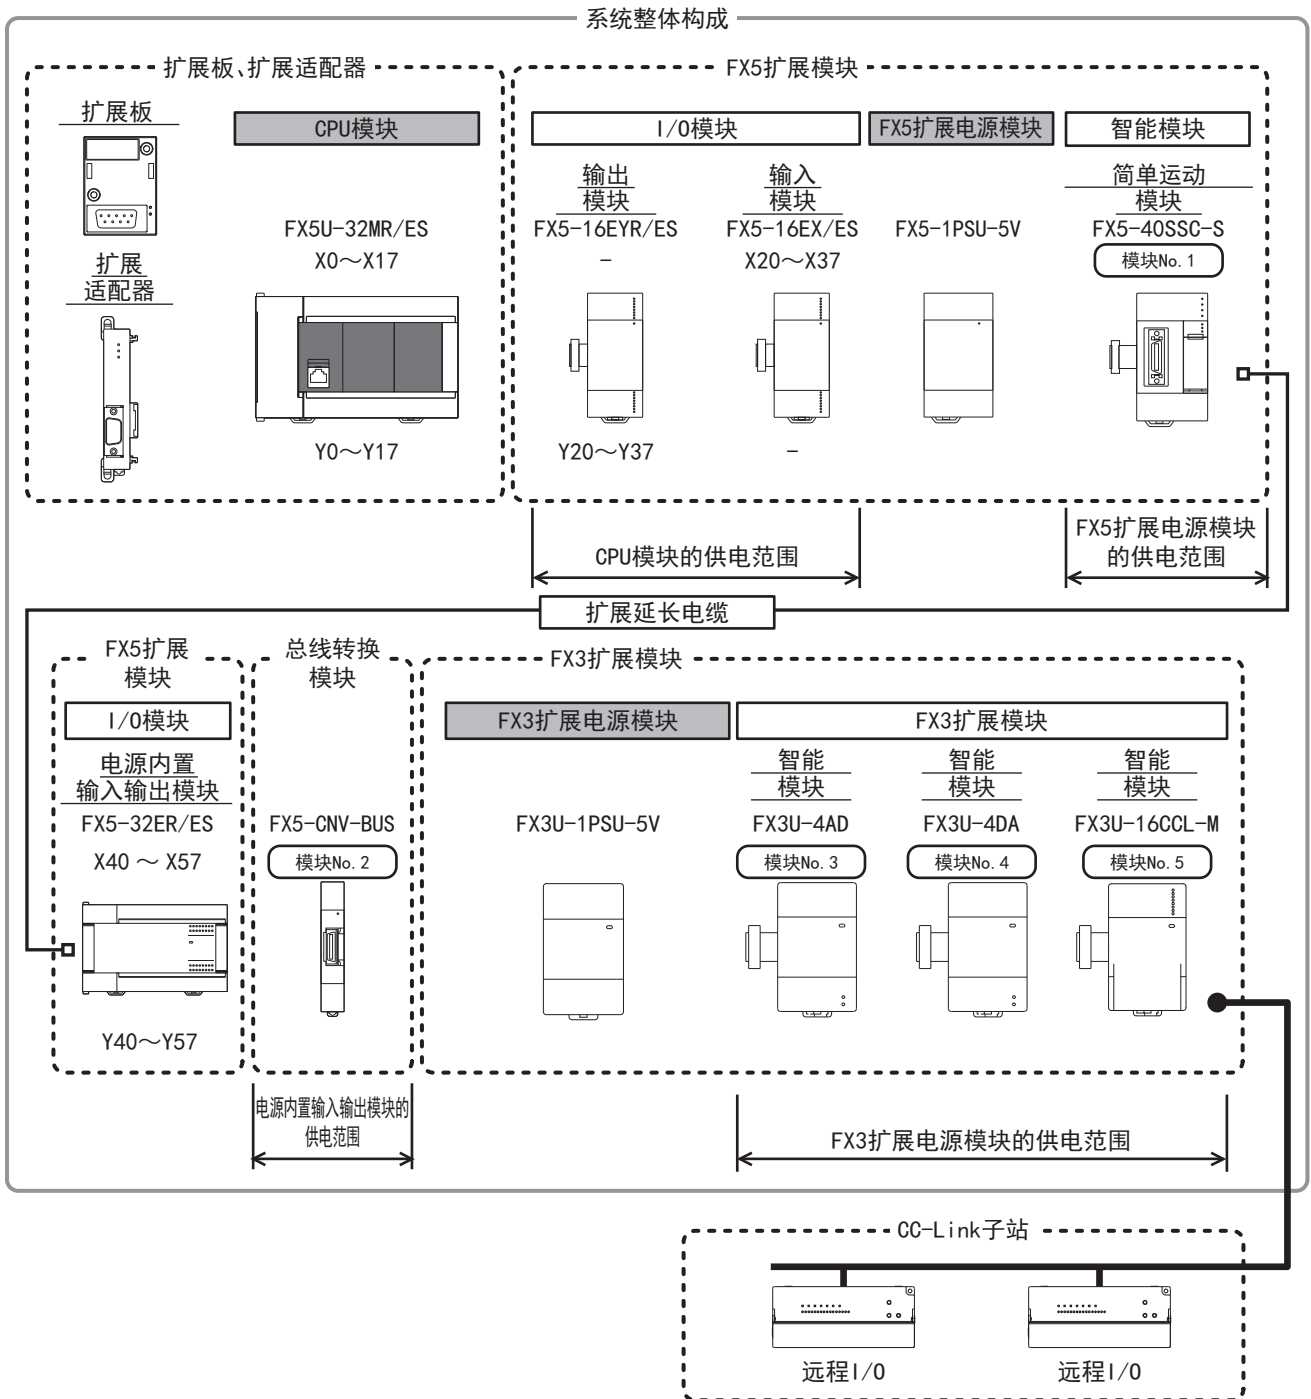 系统整体构成
扩展板、扩展适配器
FX5扩展模块
扩展板
CPU模块
I/O模块
FX5扩展电源模块
智能模块
输出
模块
输入
模块
简单运动
模块
FX5U-32MR/ES
FX5-16EYR/ES
FX5-16EX/ES
FX5-1PSU-5V
FX5-40SSC-S
扩展
适配器
X0～X17
-
X20～X37
模块No.1
Y0～Y17
Y20～Y37
-
CPU模块的供电范围
FX5扩展电源模块
的供电范围
扩展延长电缆
FX5扩展
模块
总线转换
模块
FX3扩展模块
I/O模块
FX3扩展电源模块
FX3扩展模块
电源内置
输入输出模块
智能
模块
智能
模块
智能
模块
FX5-32ER/ES
FX5-CNV-BUS
FX3U-1PSU-5V
FX3U-4AD
FX3U-4DA
FX3U-16CCL-M
X40 ～ X57
模块No.2
模块No.3
模块No.4
模块No.5
Y40～Y57
电源内置输入输出模块的
供电范围
FX3扩展电源模块的供电范围
CC-Link子站
远程I/O
远程I/O